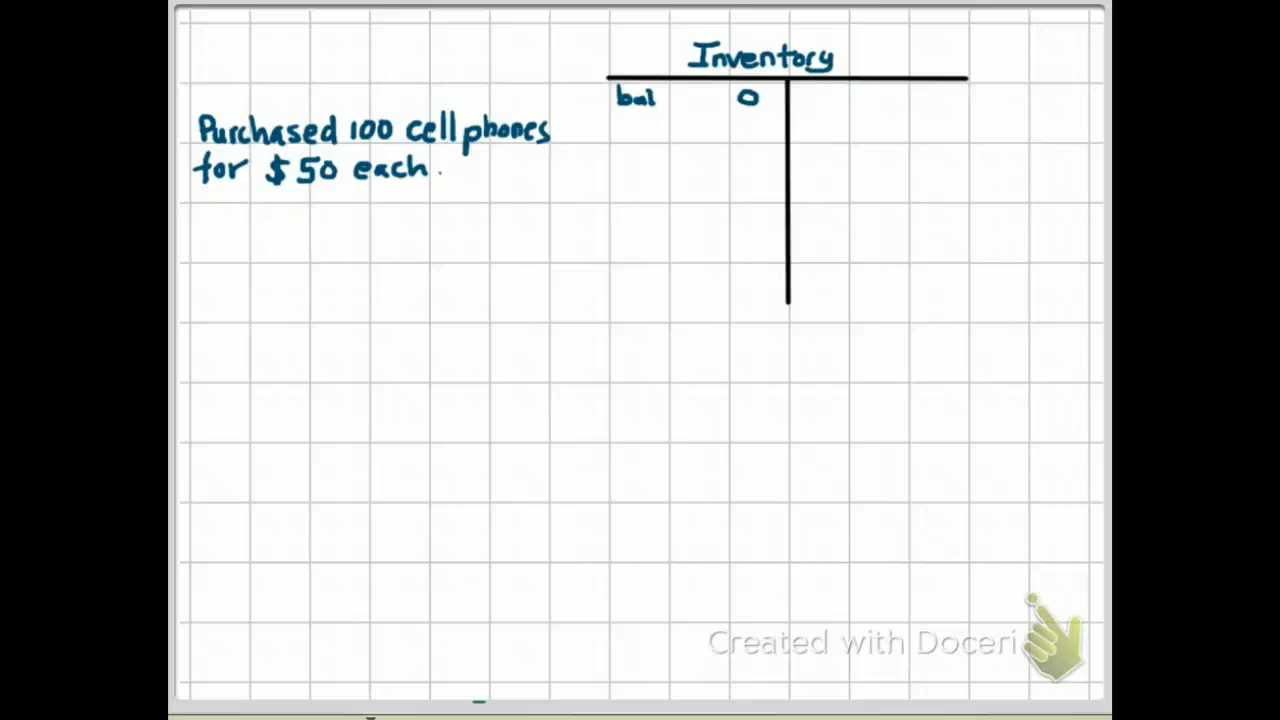 Inventory
bal 0
Purchased 100 cell phones
for $50 each.
Created with Doceri